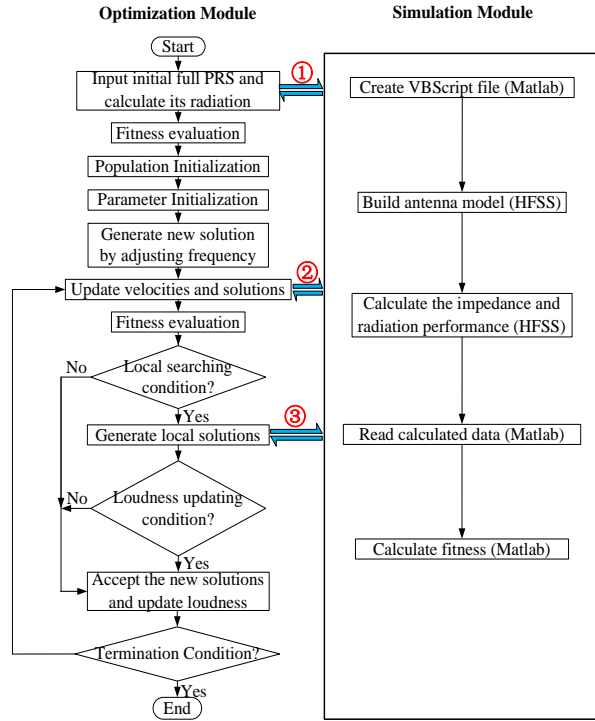 Optimization Module
Simulation Module
Start
Input initial full PRS and
calculate its radiation
①
Create VBScript file (Matlab)
Fitness evaluation
Population Initialization
Parameter Initialization
Build antenna model (HFSS)
Generate new solution
by adjusting frequency
②
Update velocities and solutions
Calculate the impedance and
radiation performance (HFSS)
Fitness evaluation
No
Local searching
condition?
Yes
③
Generate local solutions
Read calculated data (Matlab)
No
Loudness updating
condition?
Calculate fitness (Matlab)
Yes
Accept the new solutions
and update loudness
Termination Condition?
Yes
End